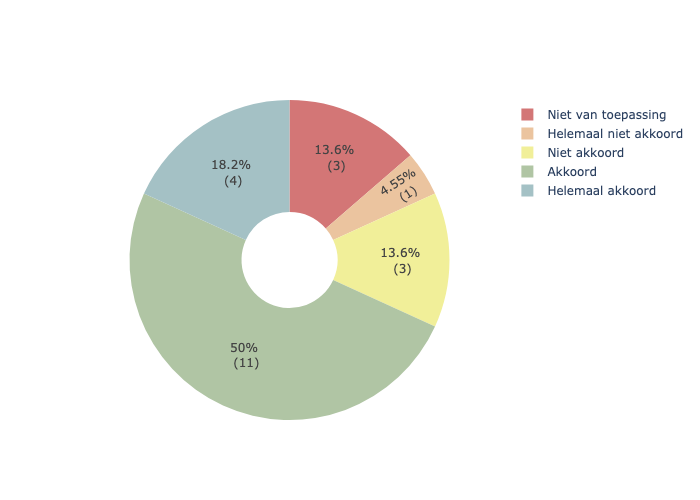 13.6%
(3)
4.55%
(1)
13.6%
(3)
50%
(11)
18.2%
(4)
Niet van toepassing
Helemaal niet akkoord
Niet akkoord
Akkoord
Helemaal akkoord